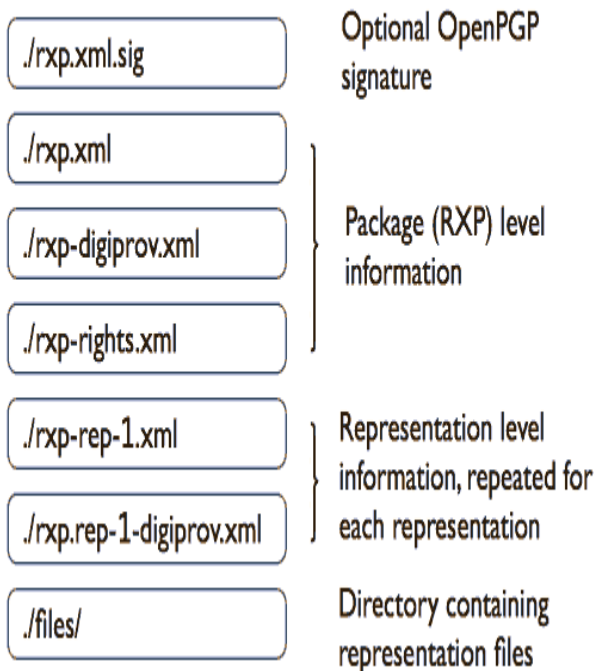 ./rxp.xml.sig
Optional OpenPGP
signature
./rxp.xml
./rxp-digiprov.xml
./rxp-rights.xml
Package (RXP) level
information
./rxp-rep-1.xml
./rxp.rep-1-digiprov.xml
Representation level
information, repeated for
each representation
./files/
Directory containing
representation files